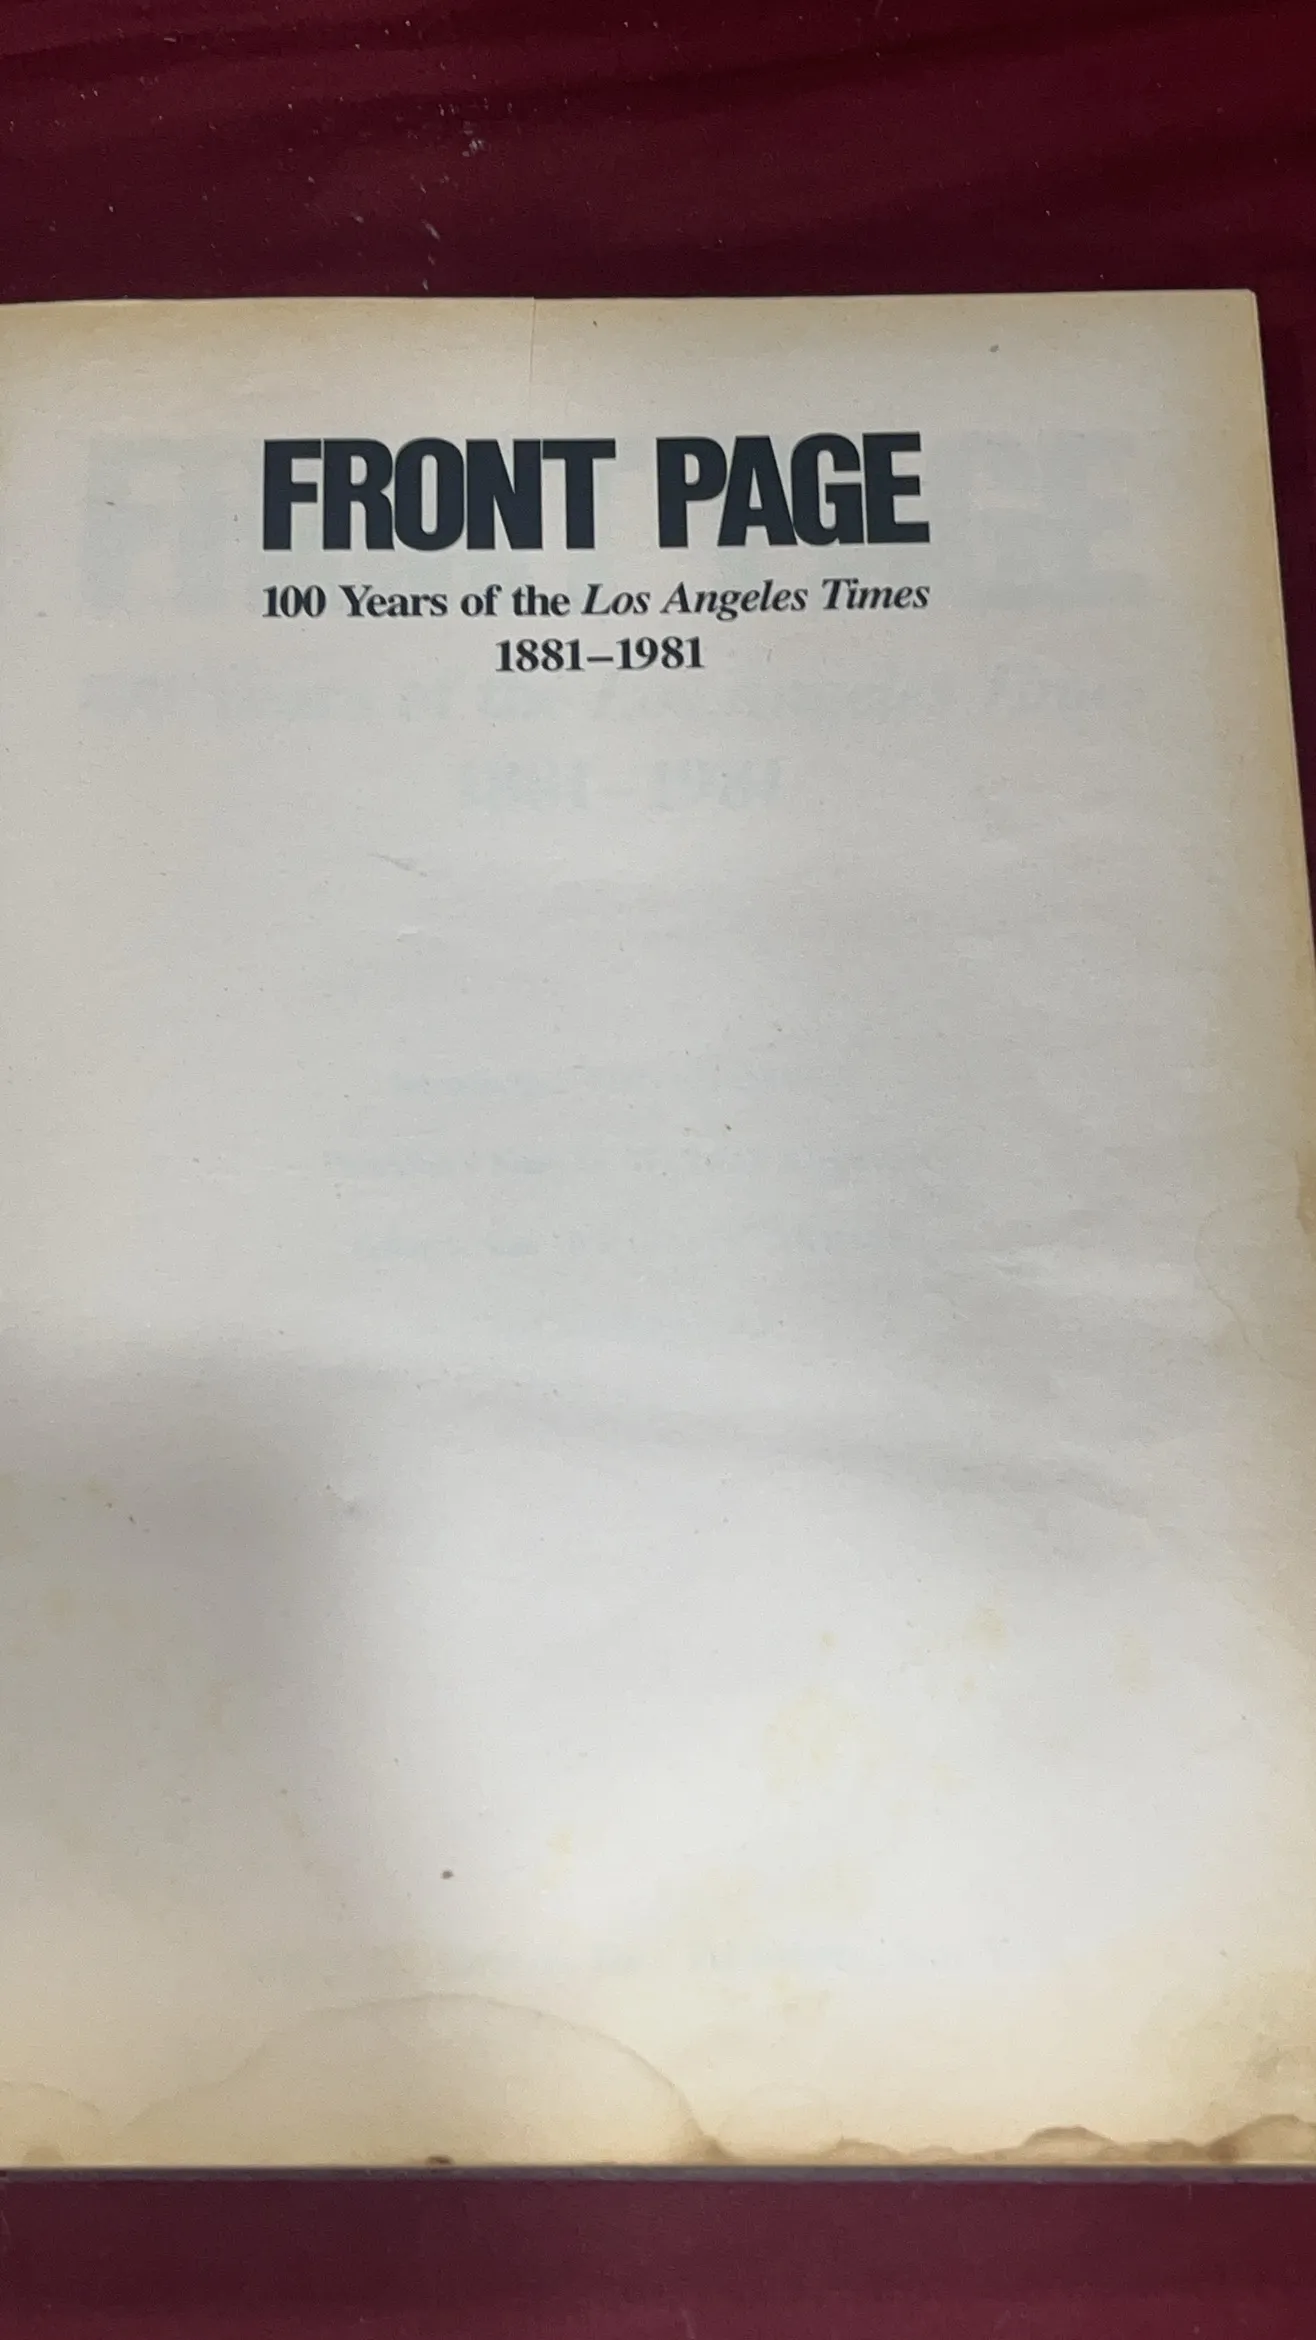 FRONT PAGE
100 Years of the Los Angeles Times
1881–1981